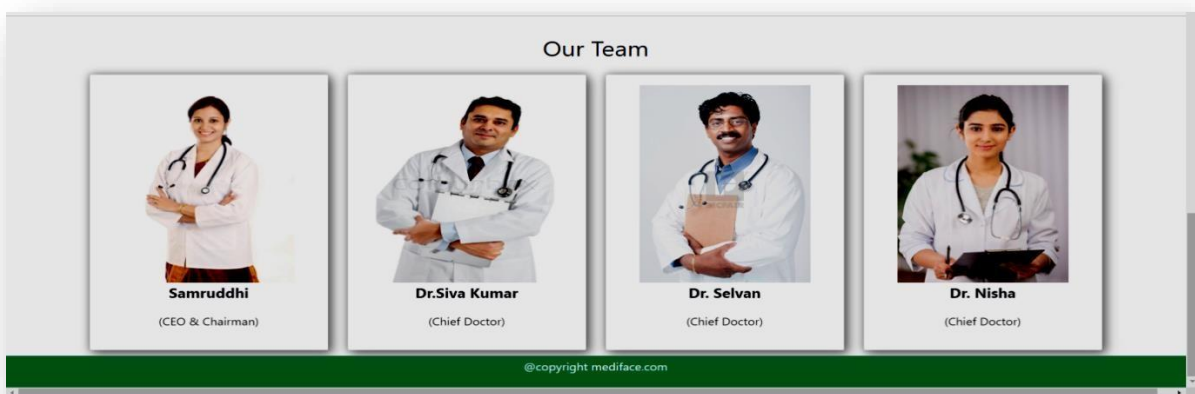 Our Team
Samruddhi
(CEO & Chairman)
Dr.Siva Kumar
(Chief Doctor)
Dr. Selvan
(Chief Doctor)
Dr. Nisha
(Chief Doctor)
@copyright mediface.com